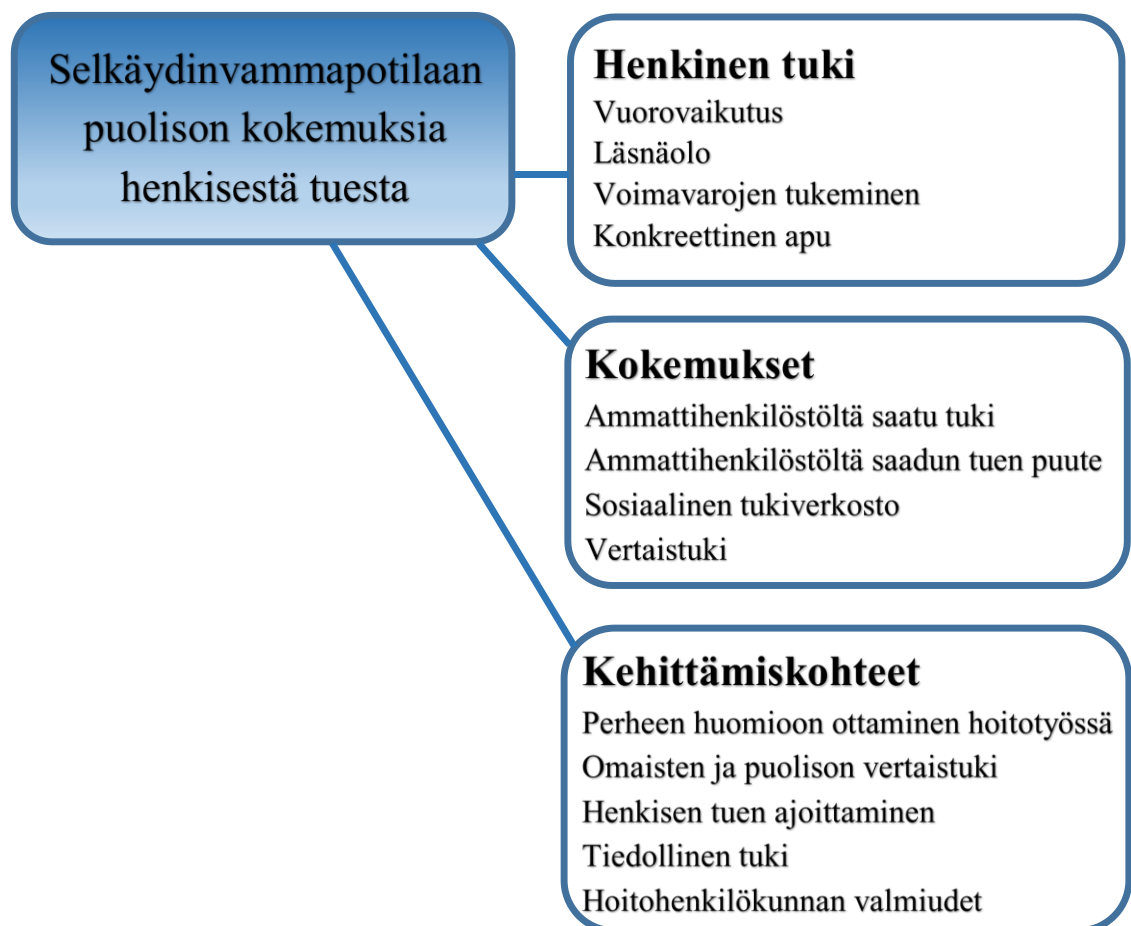 Selkäydinvammapotilaan
puolison kokemuksia
henkisestä tuesta
Henkinen tuki
Vuorovaikutus
Läsnäolo
Voimavarojen tukeminen
Konkreettinen apu
Kokemukset
Ammattihenkilöstöltä saatu tuki
Ammattihenkilöstöltä saadun tuen puute
Sosiaalinen tukiverkosto
Vertaistuki
Kehittämiskohteet
Perheen huomioon ottaminen hoitotyössä
Omaisten ja puolison vertaistuki
Henkisen tuen ajoittaminen
Tiedollinen tuki
Hoitohenkilökunnan valmiudet